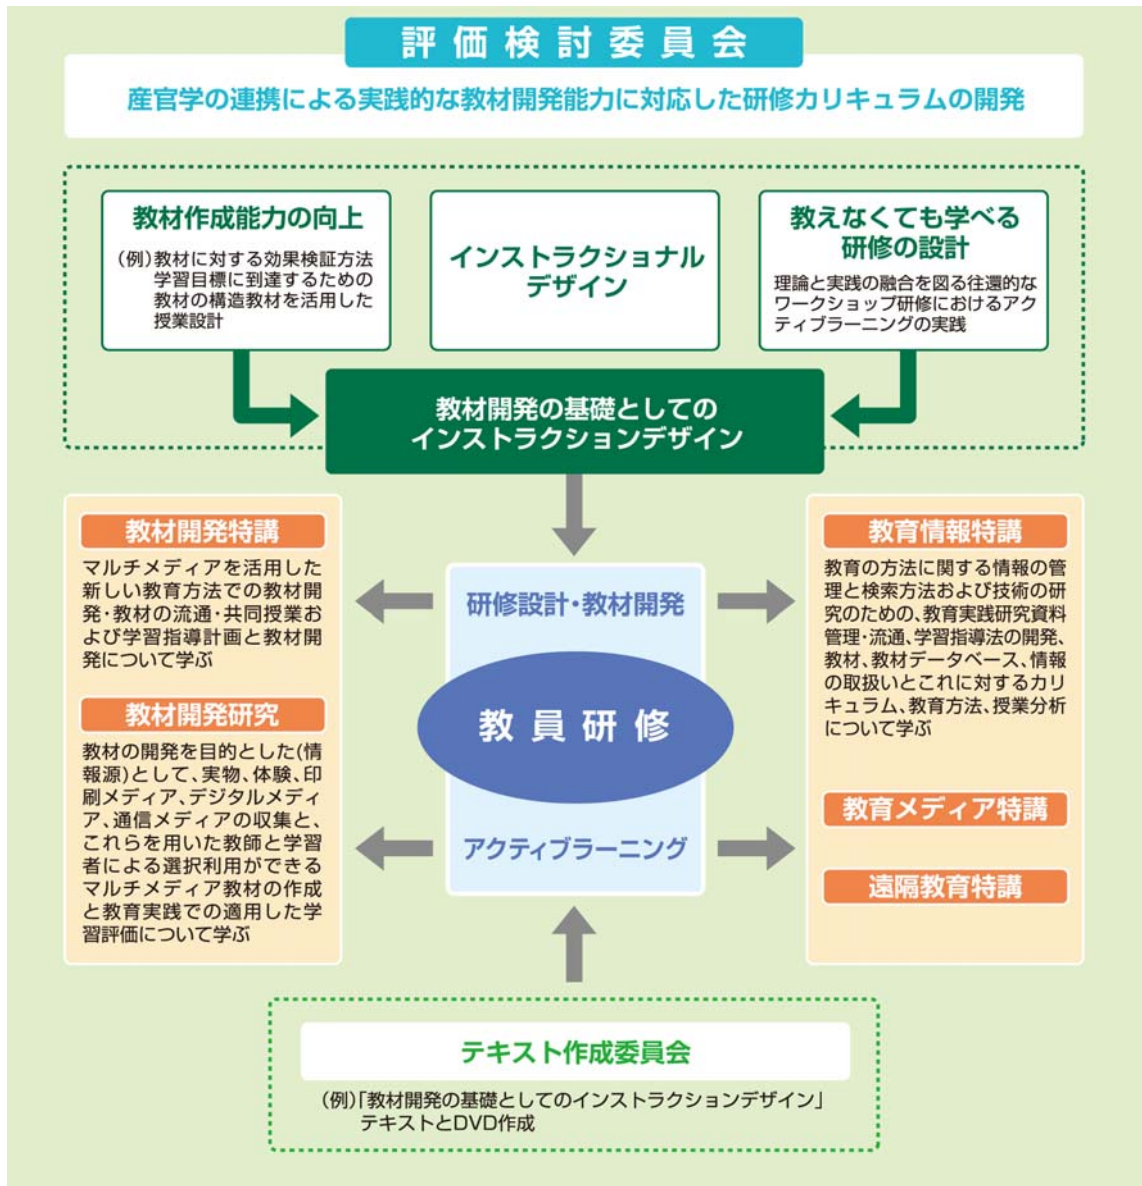 評価検討委員会
産官学の連携による実践的な教材開発能力に対応した研修カリキュラムの開発
教材作成能力の向上
(例)教材に対する効果検証方法
学習目標に到達するための
教材の構造教材を活用した
授業設計
インストラクショナル
デザイン
教えなくても学べる
研修の設計
理論と実践の融合を図る往還的な
ワークショップ研修におけるアク
ティブラーニングの実践
教材開発の基礎としての
インストラクションデザイン
教材開発特講
マルチメディアを活用した
新しい教育方法での教材開
発・教材の流通・共同授業お
よび学習指導計画と教材開
発について学ぶ
教材開発研究
教材の開発を目的とした(情
報源)として、実物、体験、印
刷メディア、デジタルメディ
ア、通信メディアの収集と、
これらを用いた教師と学習
者による選択利用ができる
マルチメディア教材の作成
と教育実践での適用した学
習評価について学ぶ
研修設計・教材開発
教員研修
アクティブラーニング
教育情報特講
教育の方法に関する情報の管
理と検索方法および技術の研
究のための、教育実践研究資料
管理・流通、学習指導法の開発、
教材、教材データベース、情報
の取扱いとこれに対するカリ
キュラム、教育方法、授業分析
について学ぶ
教育メディア特講
遠隔教育特講
テキスト作成委員会
(例)「教材開発の基礎としてのインストラクションデザイン」
テキストとDVD作成